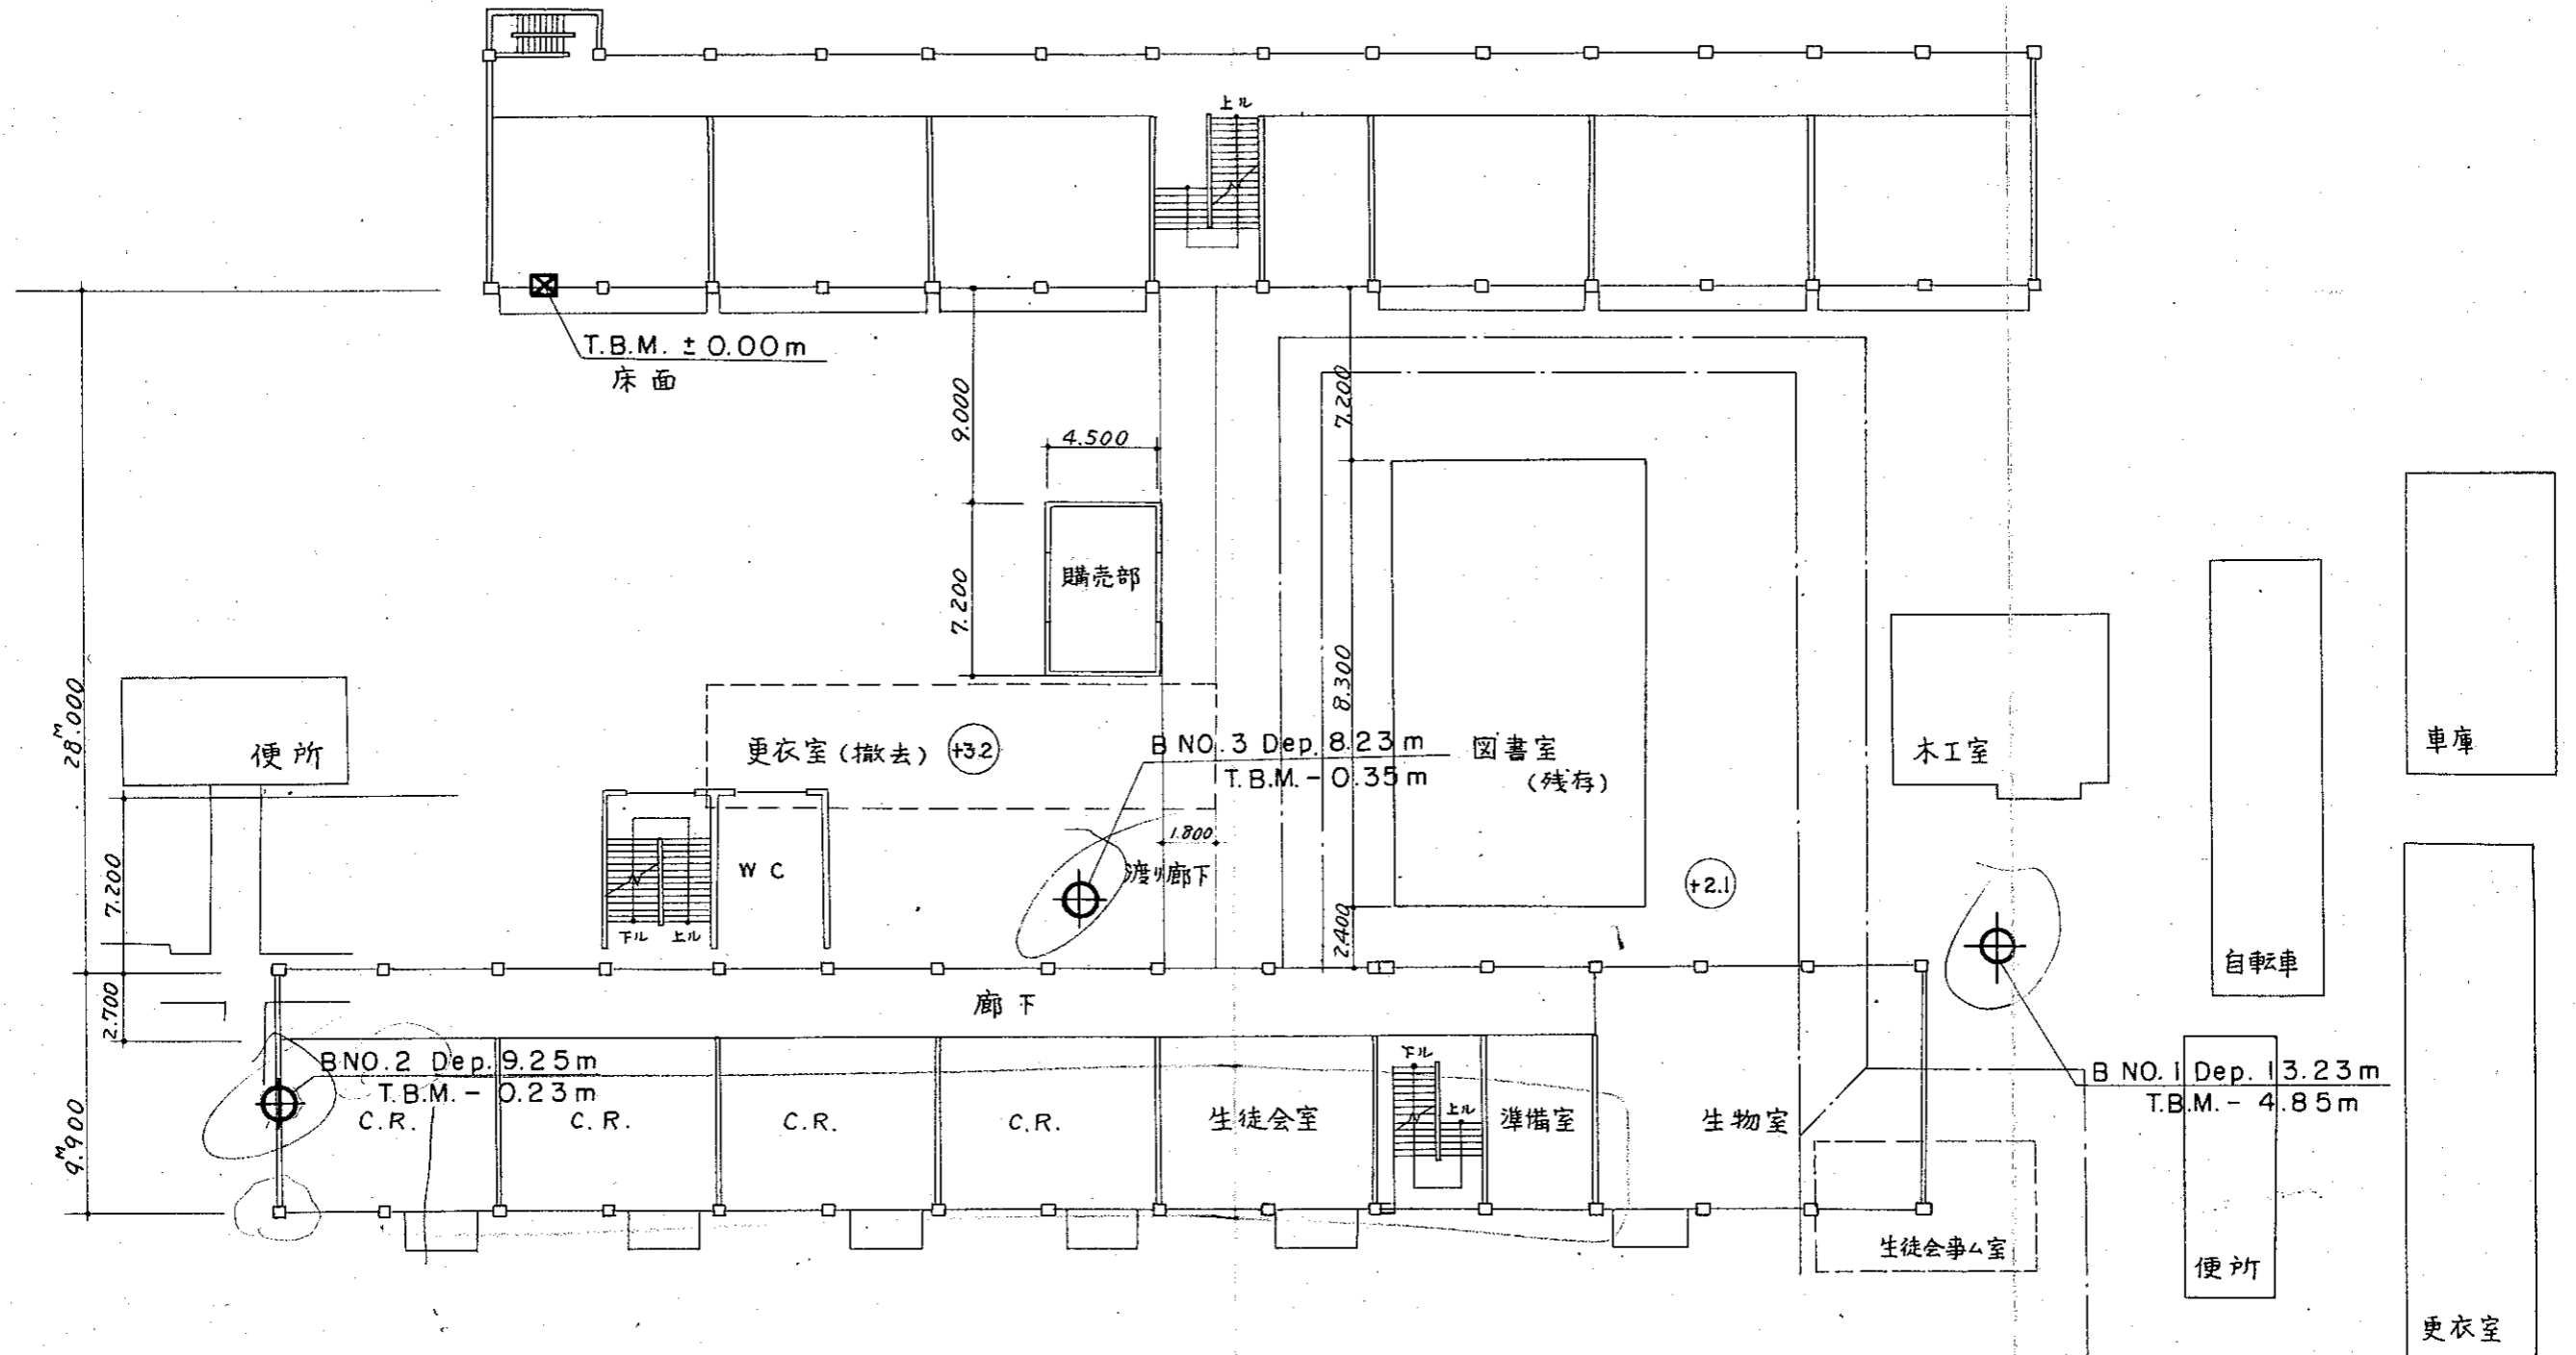 上ル
T.B.M. ± 0.00m
床面
9.000
7.200
4.500
購売部
7.200
28.000M
8.300
便所
更衣室(撤去)
+3.2
B NO.3 Dep. 8.23m
T.B.M. - 0.35m
図書室
(残存)
木工室
車庫
1.800
渡り廊下
7.200
W C
下ル
上ル
2.400
+2.1
自転車
2.700
廊下
B NO.2 Dep. 9.25m
T.B.M. - 0.23m
9.900M
C.R.
C.R.
C.R.
C.R.
生徒会室
下ル
上ル
準備室
生物室
B NO.1 Dep. 13.23m
T.B.M. - 4.85m
生徒会事ム室
便所
更衣室